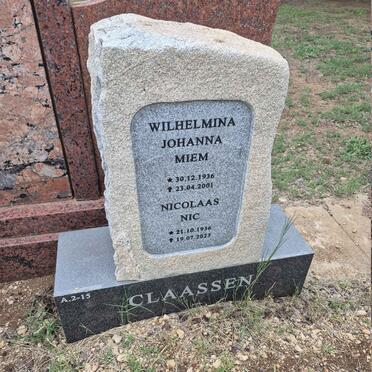 WILHELMINA
JOHANNA
MIEM
★ 30.12.1936
✝ 23.04.2001
NICOLAAS
NIC
★ 21.10.1936
✝ 19.07.2023
A.2-15
CLAASSEN